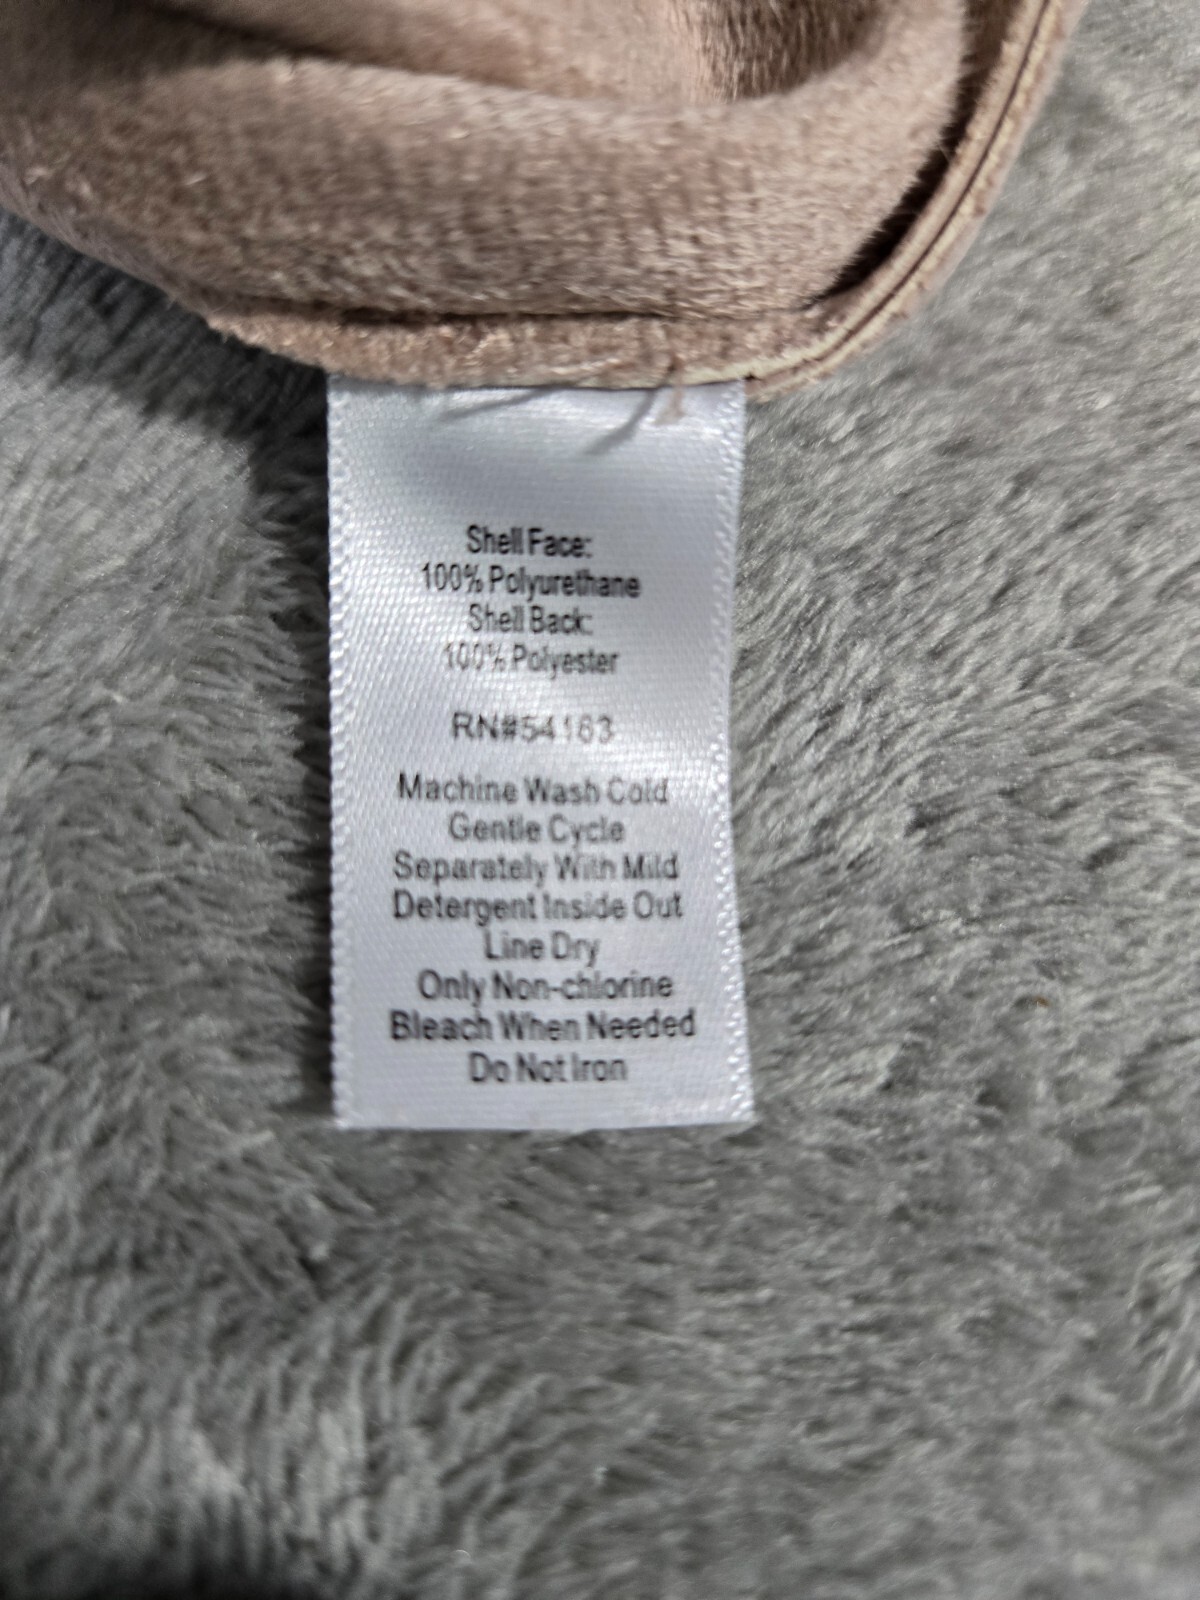 Shell Face:
100% Polyurethane
Shell Back:
100% Polyester
RN#54163
Machine Wash Cold
Gentle Cycle
Separately With Mild
Detergent Inside Out
Line Dry
Only Non-chlorine
Bleach When Needed
Do Not Iron